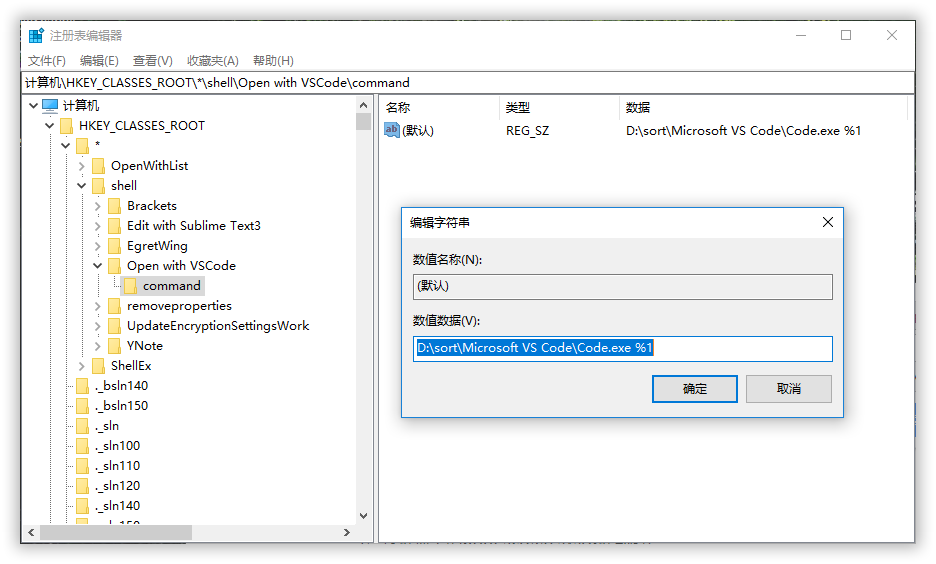 注册表编辑器
文件(F) 编辑(E) 查看(V) 收藏夹(A) 帮助(H)
计算机\HKEY_CLASSES_ROOT\*\shell\Open with VSCode\command
计算机
HKEY_CLASSES_ROOT
*
OpenWithList
shell
Brackets
Edit with Sublime Text3
EgretWing
Open with VSCode
command
removeproperties
UpdateEncryptionSettingsWork
YNote
ShellEx
._bsln140
._bsln150
._sln
._sln100
._sln110
._sln120
._sln140
名称 类型 数据
ab (默认) REG_SZ D:\sort\Microsoft VS Code\Code.exe %1
编辑字符串
数值名称(N):
(默认)
数值数据(V):
D:\sort\Microsoft VS Code\Code.exe %1
确定 取消